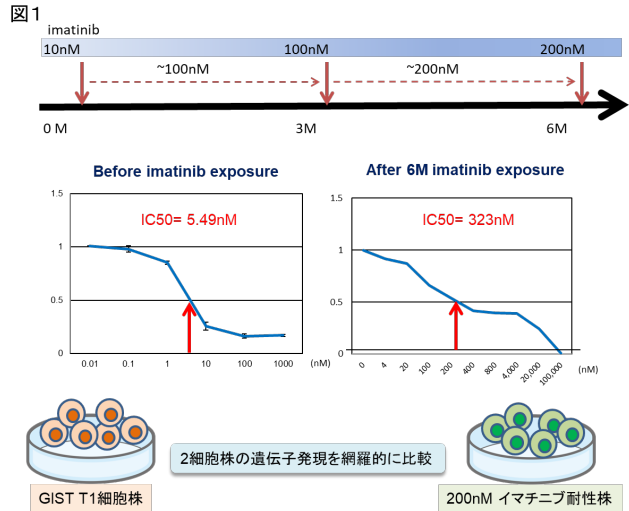 図1
imatinib
10nM 100nM 200nM
~100nM ~200nM
0 M 3M 6M
Before imatinib exposure
1.5
IC50= 5.49nM
1
0.5
0
0.01 0.1 1 10 100 1000 (nM)
After 6M imatinib exposure
1.5
IC50= 323nM
1
0.5
0
0 4 20 100 200 400 800 4,000 20,000 100,000 (nM)
2細胞株の遺伝子発現を網羅的に比較
GIST T1細胞株
200nM イマチニブ耐性株